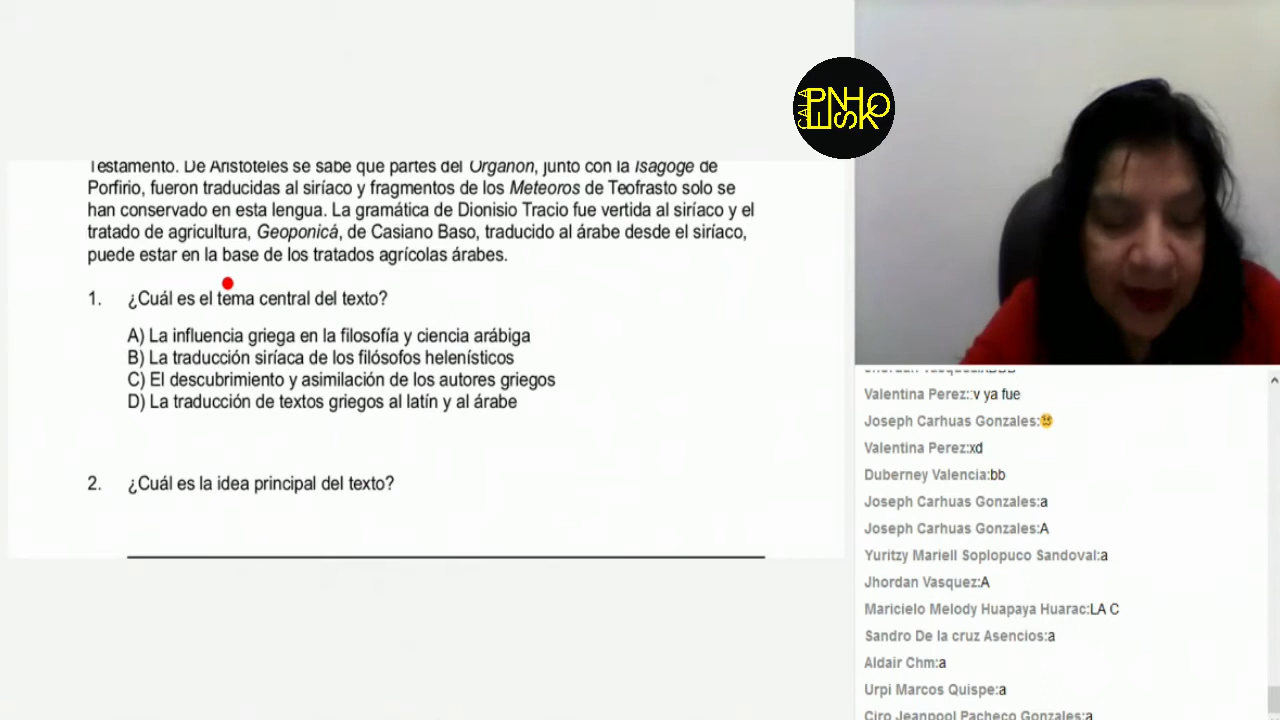 Testamento. De Aristóteles se sabe que partes del Organon, junto con la Isagoge de
Porfirio, fueron traducidas al siríaco y fragmentos de los Meteoros de Teofrasto solo se
han conservado en esta lengua. La gramática de Dionisio Tracio fue vertida al siríaco y el
tratado de agricultura, Geoponicá, de Casiano Baso, traducido al árabe desde el siríaco,
puede estar en la base de los tratados agrícolas árabes.
1. ¿Cuál es el tema central del texto?
A) La influencia griega en la filosofía y ciencia arábiga
B) La traducción siríaca de los filósofos helenísticos
C) El descubrimiento y asimilación de los autores griegos
D) La traducción de textos griegos al latín y al árabe
2. ¿Cuál es la idea principal del texto?
Valentina Perez::v ya fue
Joseph Carhuas Gonzales:
Valentina Perez:xd
Duberney Valencia:bb
Joseph Carhuas Gonzales:a
Joseph Carhuas Gonzales:A
Yuritzy Mariell Soplopuco Sandoval:a
Jhordan Vasquez:A
Maricielo Melody Huapaya Huarac:LA C
Sandro De la cruz Asencios:a
Aldair Chm:a
Urpi Marcos Quispe:a
Ciro Jeanpool Pacheco Gonzales:a